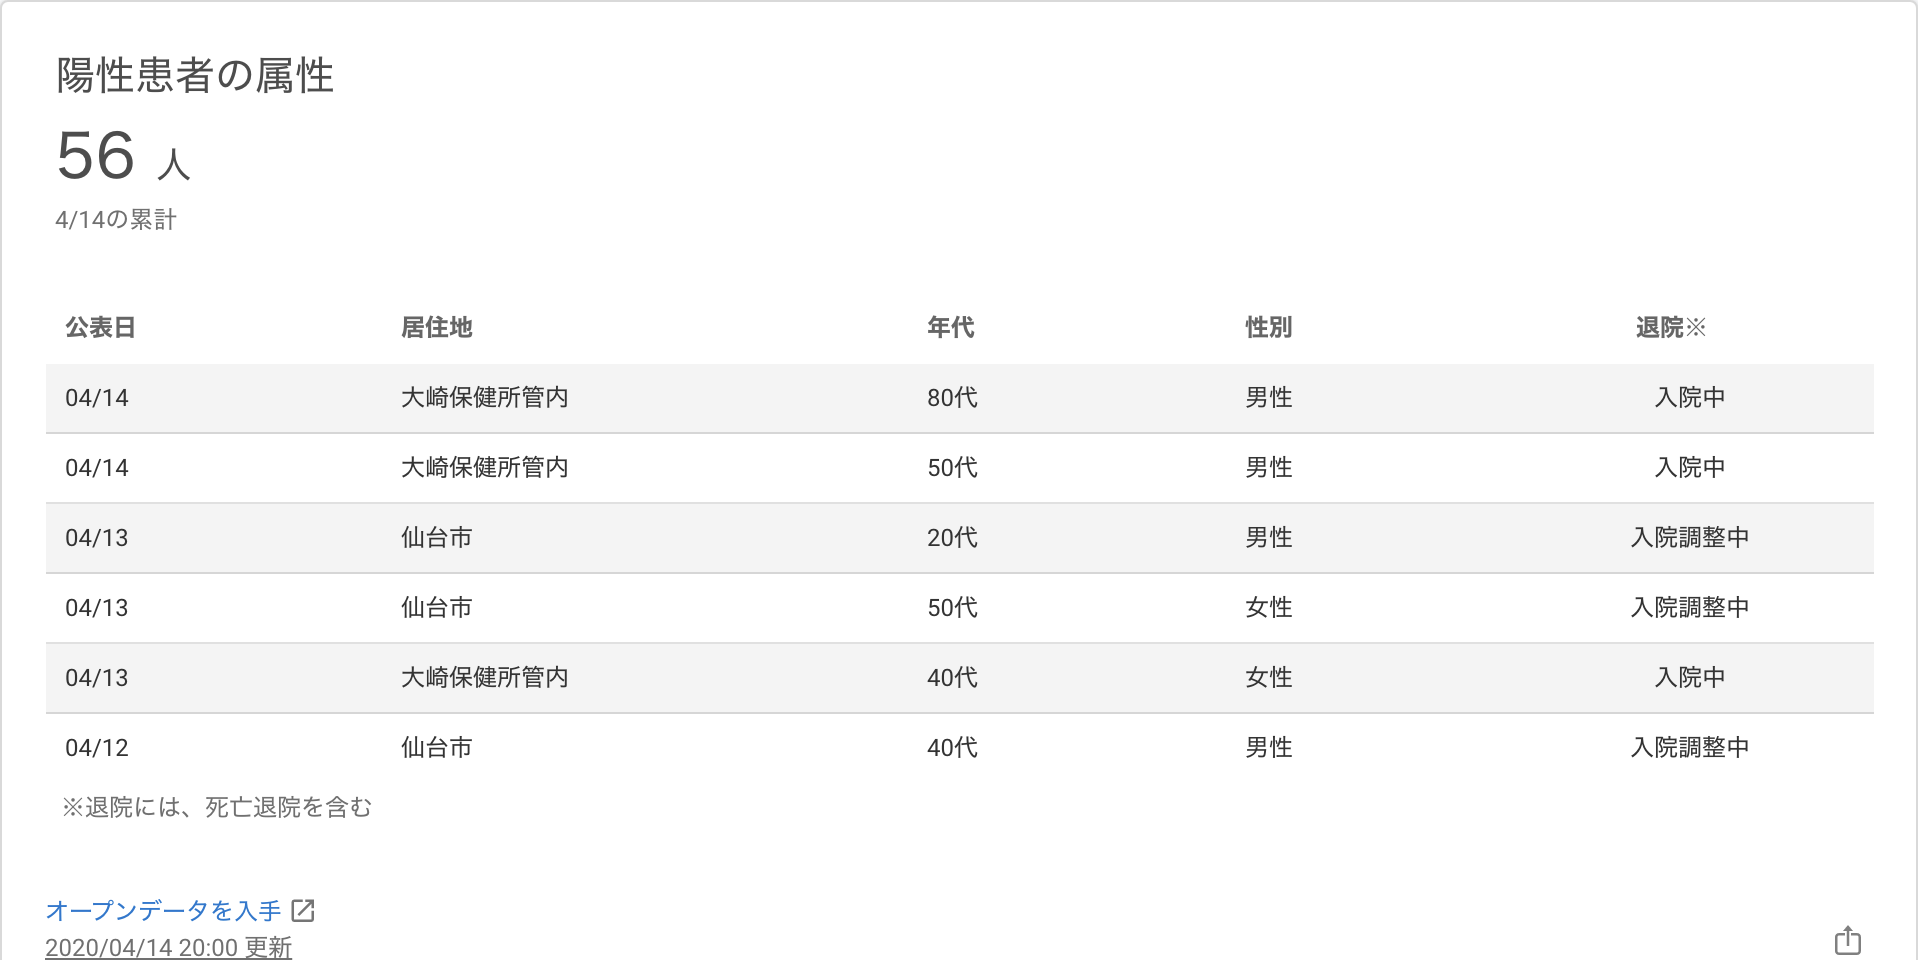 陽性患者の属性
56 人
4/14の累計
公表日 居住地 年代 性別 退院※
04/14 大崎保健所管内 80代 男性 入院中
04/14 大崎保健所管内 50代 男性 入院中
04/13 仙台市 20代 男性 入院調整中
04/13 仙台市 50代 女性 入院調整中
04/13 大崎保健所管内 40代 女性 入院中
04/12 仙台市 40代 男性 入院調整中
※退院には、死亡退院を含む
オープンデータを入手
2020/04/14 20:00 更新